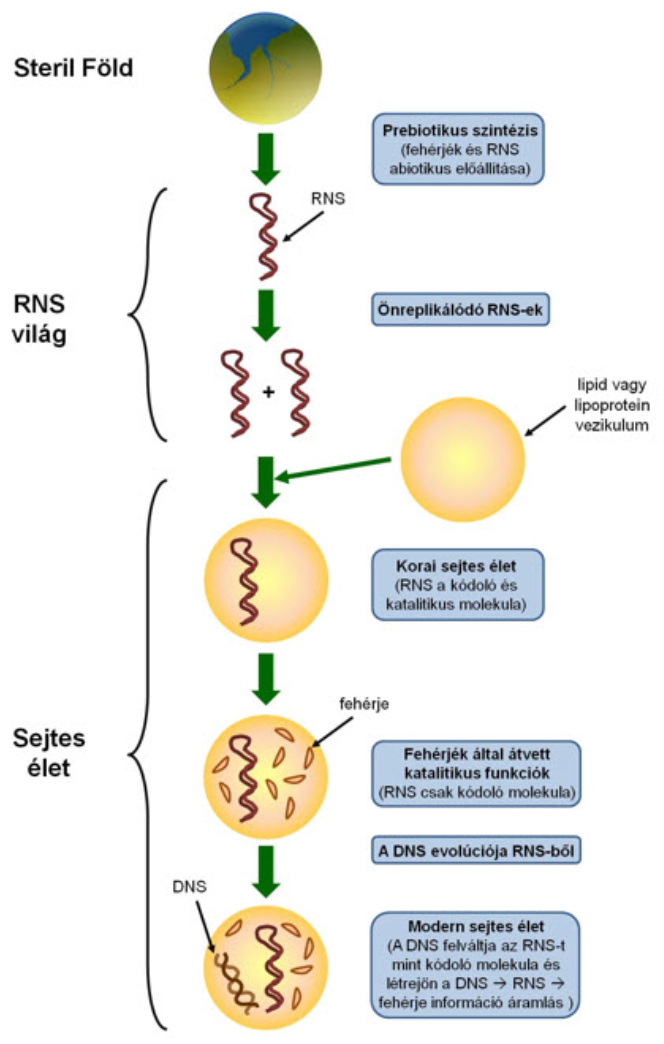 Steril Föld
Prebiotikus szintézis
(fehérjék és RNS
abiotikus előállítása)
RNS
RNS
világ
Önreplikálódó RNS-ek
+
lipid vagy
lipoprotein
vezikulum
Korai sejtes élet
(RNS a kódoló és
katalitikus molekula)
Sejtes
élet
fehérje
Fehérjék által átvett
katalitikus funkciók
(RNS csak kódoló molekula)
A DNS evolúciója RNS-ből
DNS
Modern sejtes élet
(A DNS felváltja az RNS-t
mint kódoló molekula és
létrejön a DNS → RNS →
fehérje információ áramlás )